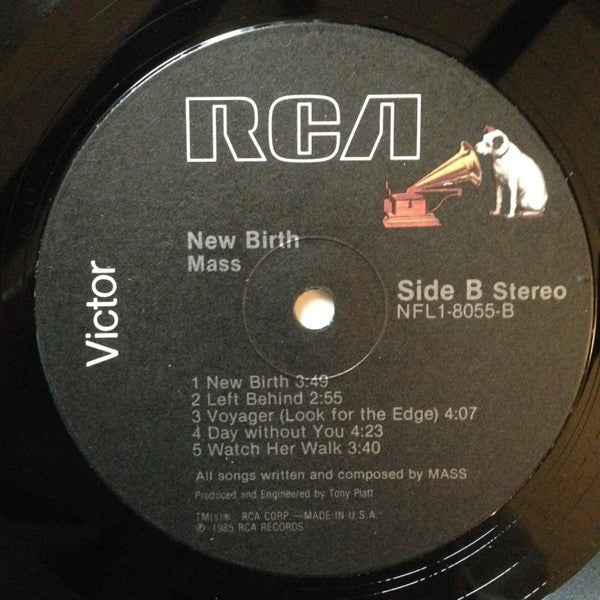 RCA
New Birth
Mass
Victor
Side B Stereo
NFL1-8055-B
1 New Birth 3:49
2 Left Behind 2:55
3 Voyager (Look for the Edge) 4:07
4 Day without You 4:23
5 Watch Her Walk 3:40
All songs written and composed by MASS
Produced and Engineered by Tony Platt
TM(s)® RCA CORP.—MADE IN U.S.A.
℗ 1985 RCA RECORDS